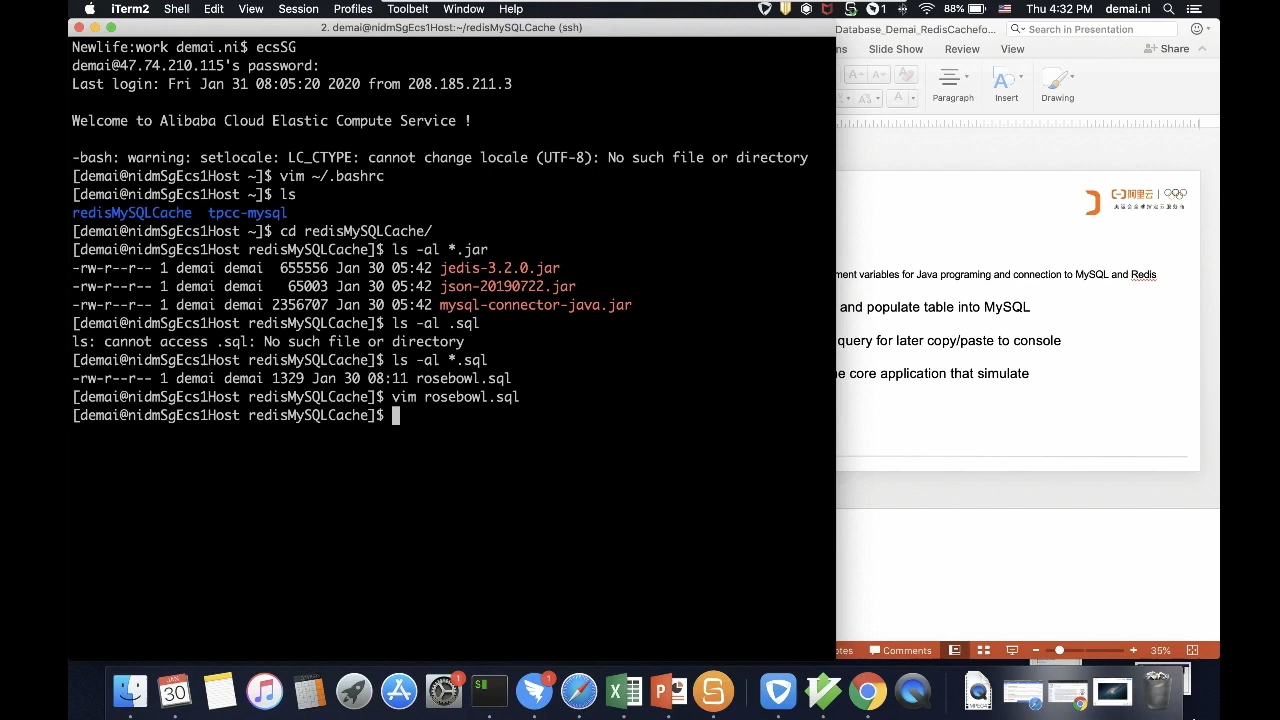 iTerm2 Shell Edit View Session Profiles Toolbelt Window Help
1 88% Thu 4:32 PM demai.ni
2. demai@nidmSgEcs1Host:~/redisMySQLCache (ssh)
Newlife:work demai.ni$ ecsSG
demai@47.74.210.115's password:
Last login: Fri Jan 31 08:05:20 2020 from 208.185.211.3
Welcome to Alibaba Cloud Elastic Compute Service !
-bash: warning: setlocale: LC_CTYPE: cannot change locale (UTF-8): No such file or directory
[demai@nidmSgEcs1Host ~]$ vim ~/.bashrc
[demai@nidmSgEcs1Host ~]$ ls
redisMySQLCache tpcc-mysql
[demai@nidmSgEcs1Host ~]$ cd redisMySQLCache/
[demai@nidmSgEcs1Host redisMySQLCache]$ ls -al *.jar
-rw-r--r-- 1 demai demai 655556 Jan 30 05:42 jedis-3.2.0.jar
-rw-r--r-- 1 demai demai 65003 Jan 30 05:42 json-20190722.jar
-rw-r--r-- 1 demai demai 2356707 Jan 30 05:42 mysql-connector-java.jar
[demai@nidmSgEcs1Host redisMySQLCache]$ ls -al .sql
ls: cannot access .sql: No such file or directory
[demai@nidmSgEcs1Host redisMySQLCache]$ ls -al *.sql
-rw-r--r-- 1 demai demai 1329 Jan 30 08:11 rosebowl.sql
[demai@nidmSgEcs1Host redisMySQLCache]$ vim rosebowl.sql
[demai@nidmSgEcs1Host redisMySQLCache]$
Database_Demai_RedisCachefo... Search in Presentation
ns Slide Show Review View Share
Paragraph Insert Drawing
阿里云
ment variables for Java programing and connection to MySQL and Redis
and populate table into MySQL
query for later copy/paste to console
e core application that simulate
otes Comments 35%
30
1
1